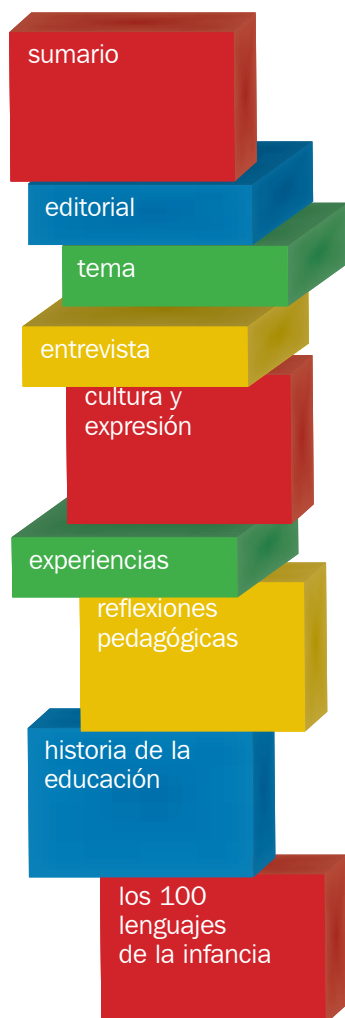 sumario
editorial
tema
entrevista
cultura y
expresión
experiencias
reflexiones
pedagógicas
historia de la
educación
los 100
lenguajes
de la infancia